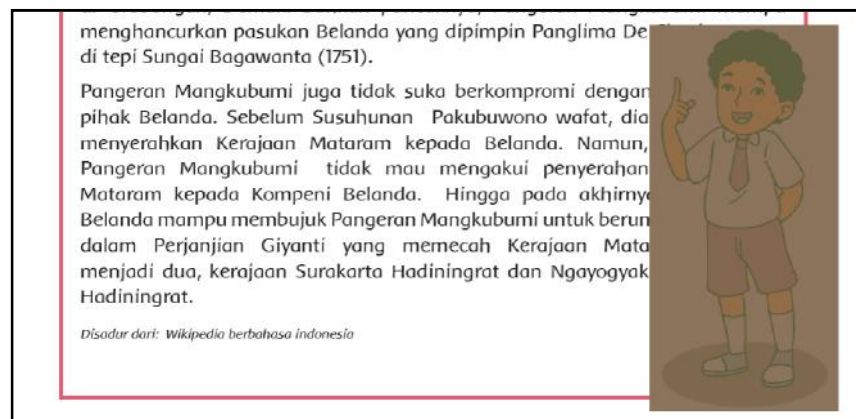 menghancurkan pasukan Belanda yang dipimpin Panglima De
di tepi Sungai Bagawanta (1751).
Pangeran Mangkubumi juga tidak suka berkompromi dengan
pihak Belanda. Sebelum Susuhunan Pakubuwono wafat, dia
menyerahkan Kerajaan Mataram kepada Belanda. Namun,
Pangeran Mangkubumi tidak mau mengakui penyerahan
Mataram kepada Kompeni Belanda. Hingga pada akhirny
Belanda mampu membujuk Pangeran Mangkubumi untuk berun
dalam Perjanjian Giyanti yang memecah Kerajaan Mata
menjadi dua, kerajaan Surakarta Hadiningrat dan Ngayogyak
Hadiningrat.
Disadur dari: Wikipedia berbahasa indonesia